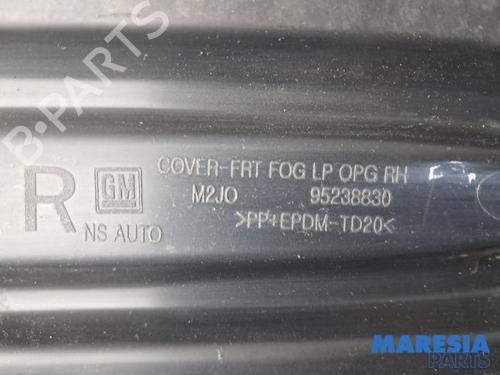 COVER-FRT FOG LP OPG RH
R GM M2JO 95238830
NS AUTO >PP+EPDM-TD20<
B-Parts
MARESIA
PARTS